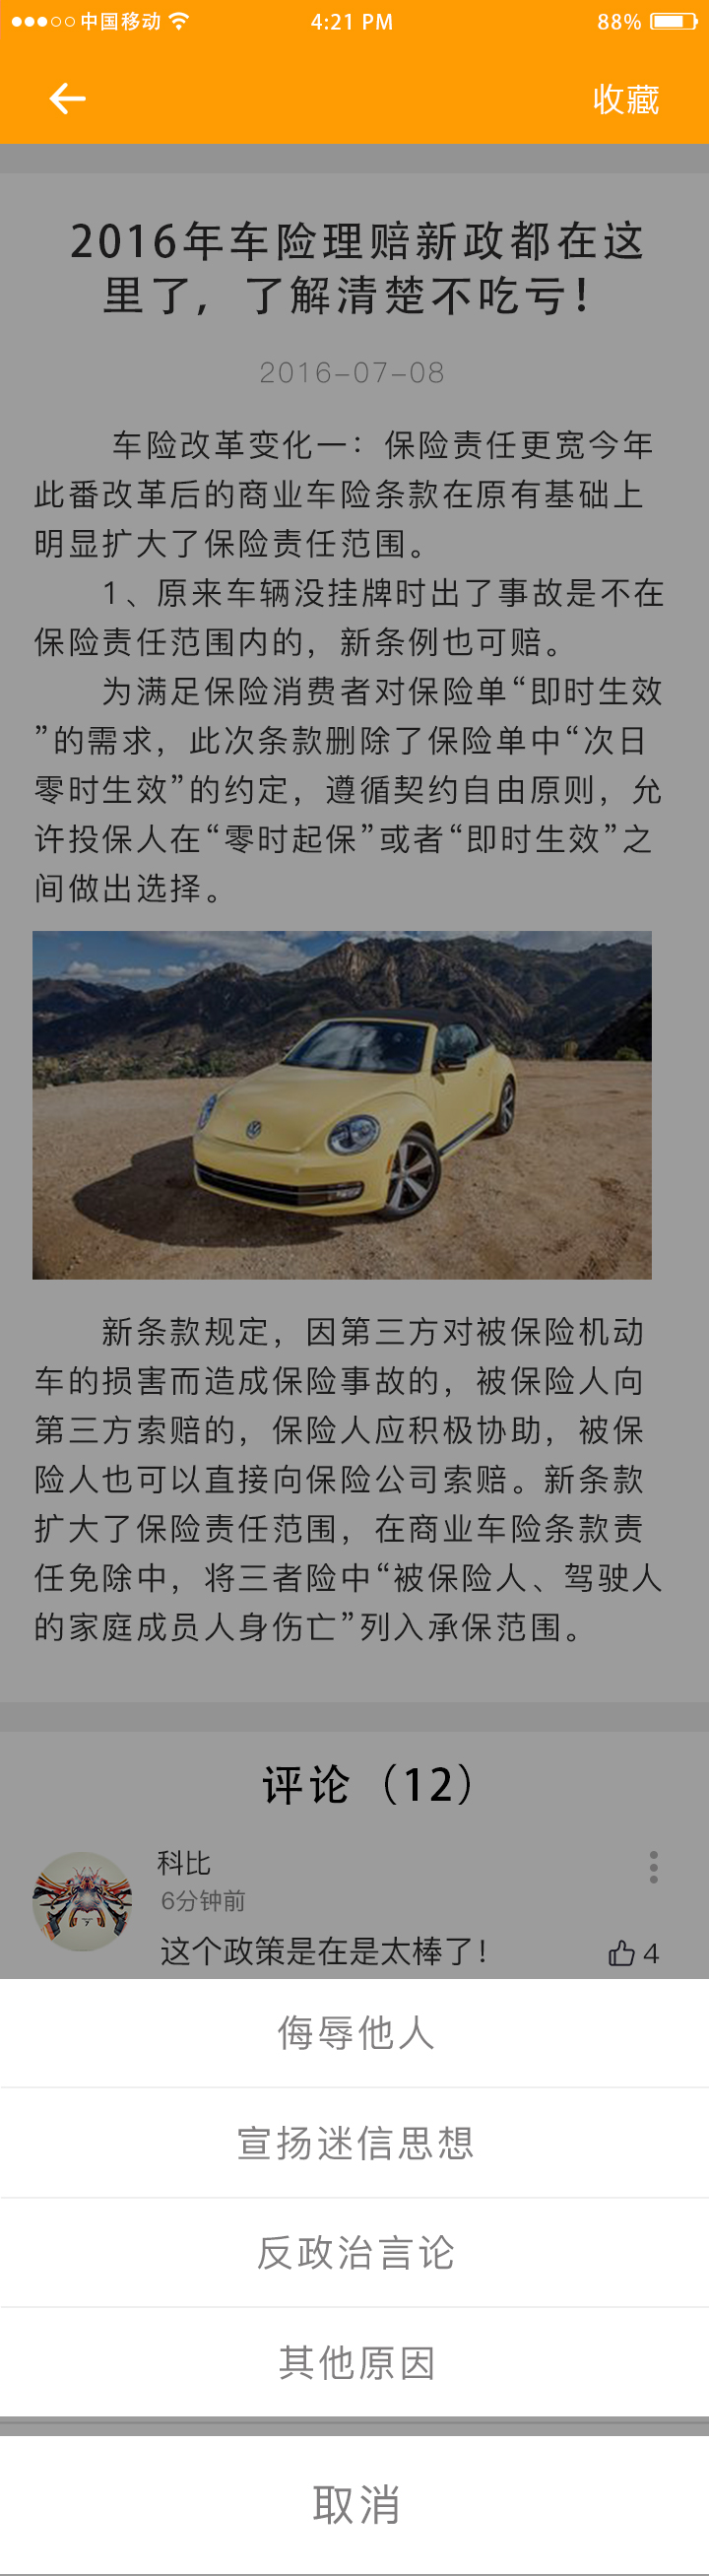 中国移动 4:21 PM 88%
收藏
2016年车险理赔新政都在这
里了，了解清楚不吃亏！
2016-07-08
车险改革变化一：保险责任更宽今年
此番改革后的商业车险条款在原有基础上
明显扩大了保险责任范围。
1、原来车辆没挂牌时出了事故是不在
保险责任范围内的，新条例也可赔。
为满足保险消费者对保险单“即时生效
”的需求，此次条款删除了保险单中“次日
零时生效”的约定，遵循契约自由原则，允
许投保人在“零时起保”或者“即时生效”之
间做出选择。
新条款规定，因第三方对被保险机动
车的损害而造成保险事故的，被保险人向
第三方索赔的，保险人应积极协助，被保
险人也可以直接向保险公司索赔。新条款
扩大了保险责任范围，在商业车险条款责
任免除中，将三者险中“被保险人、驾驶人
的家庭成员人身伤亡”列入承保范围。
评论（12）
科比
6分钟前
这个政策是在是太棒了！ 4
侮辱他人
宣扬迷信思想
反政治言论
其他原因
取消